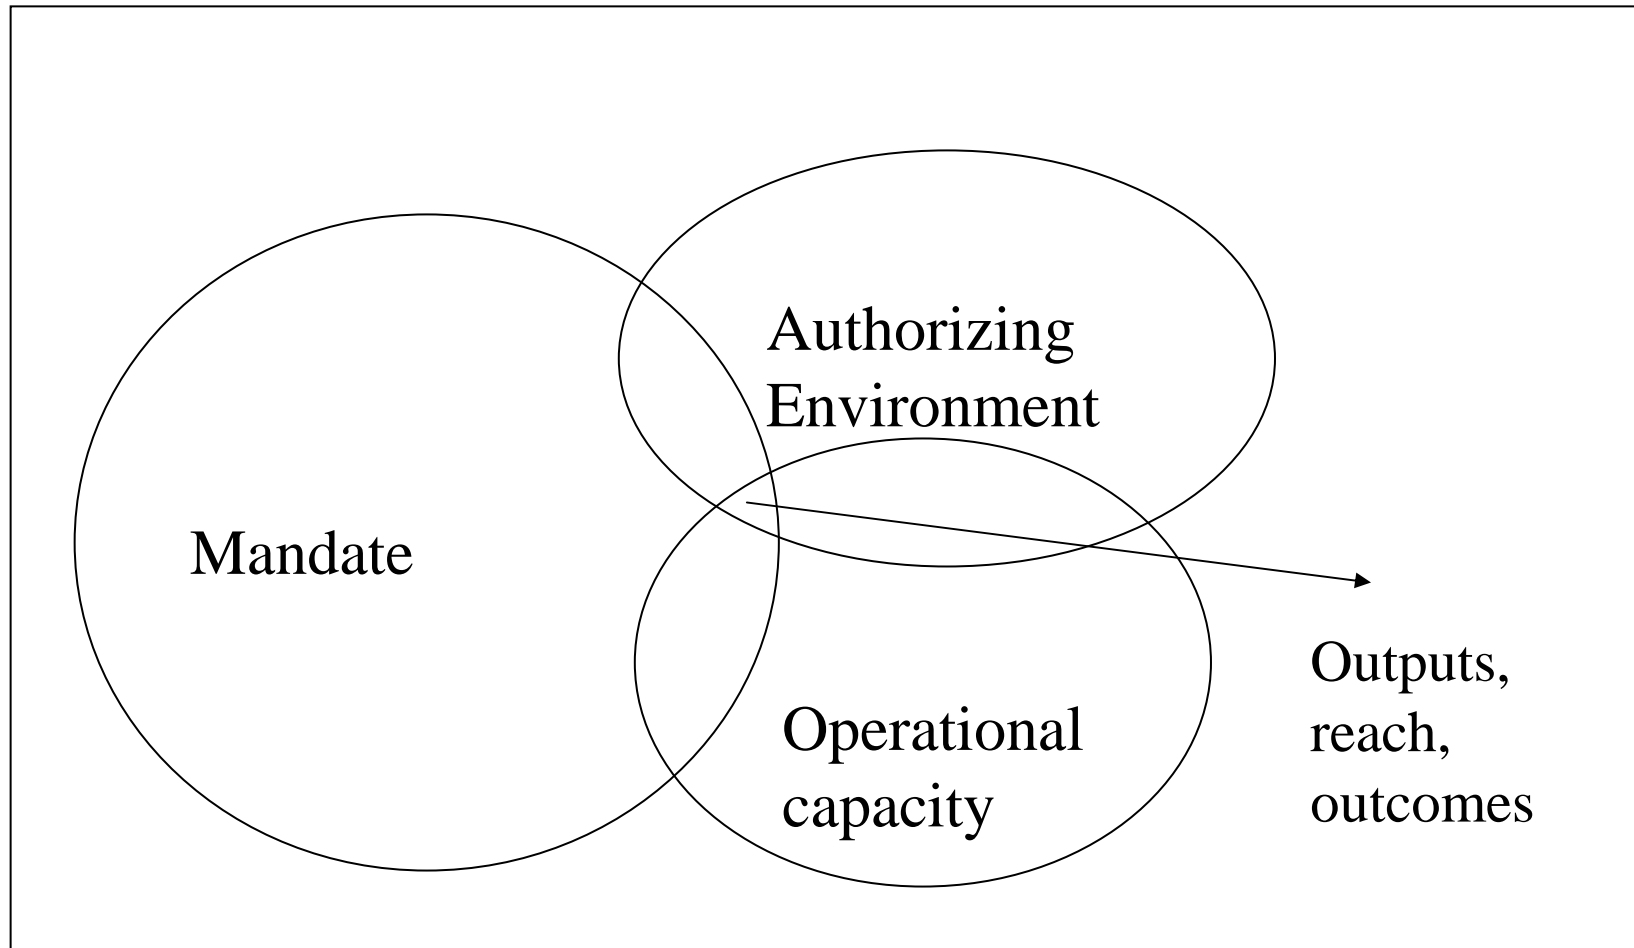 Authorizing
Environment
Mandate
Operational
capacity
Outputs,
reach,
outcomes